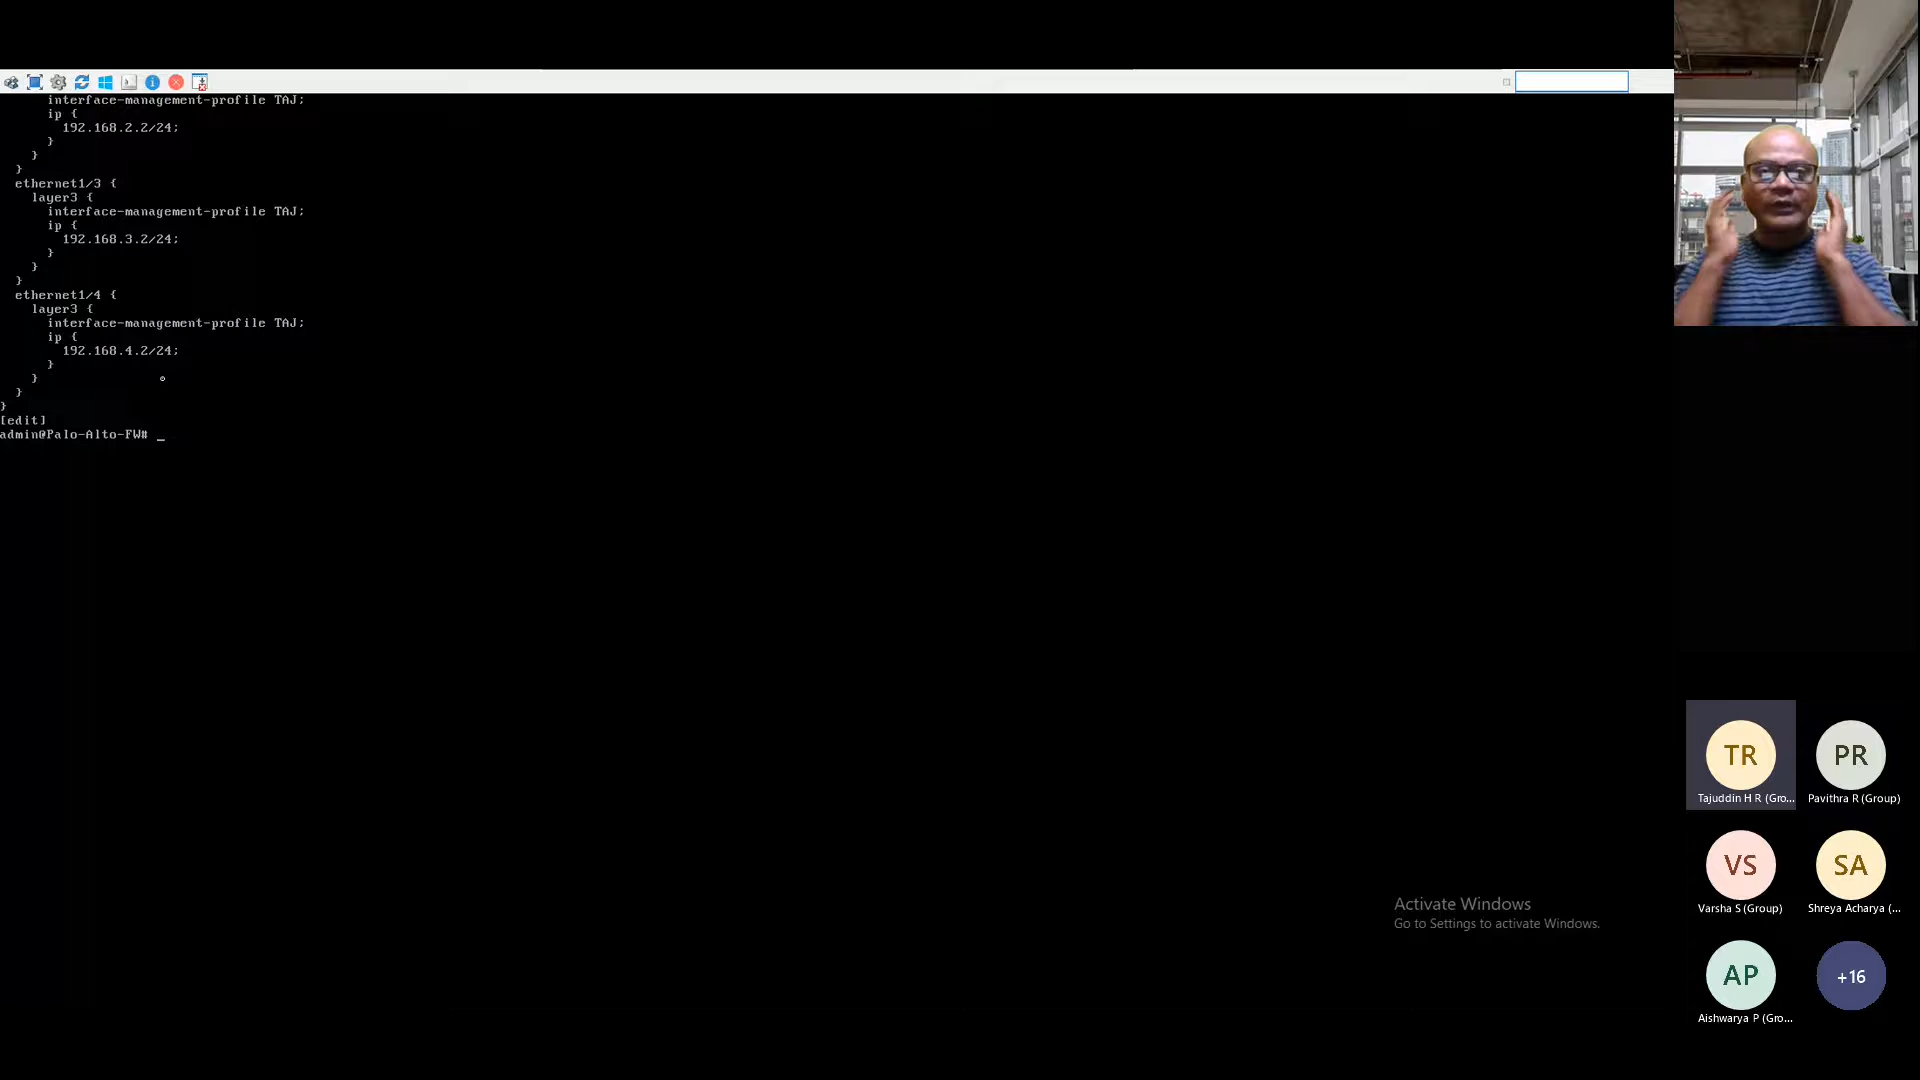 interface-management-profile TAJ;
ip {
192.168.2.2/24;
}
}
}
ethernet1/3 {
layer3 {
interface-management-profile TAJ;
ip {
192.168.3.2/24;
}
}
}
ethernet1/4 {
layer3 {
interface-management-profile TAJ;
ip {
192.168.4.2/24;
}
}
}
}
[edit]
admin@Palo-Alto-FW# _
Activate Windows
Go to Settings to activate Windows.
TR
PR
Tajuddin H R (Gro...
Pavithra R (Group)
VS
SA
Varsha S (Group)
Shreya Acharya (...
AP
+16
Aishwarya P (Gro...